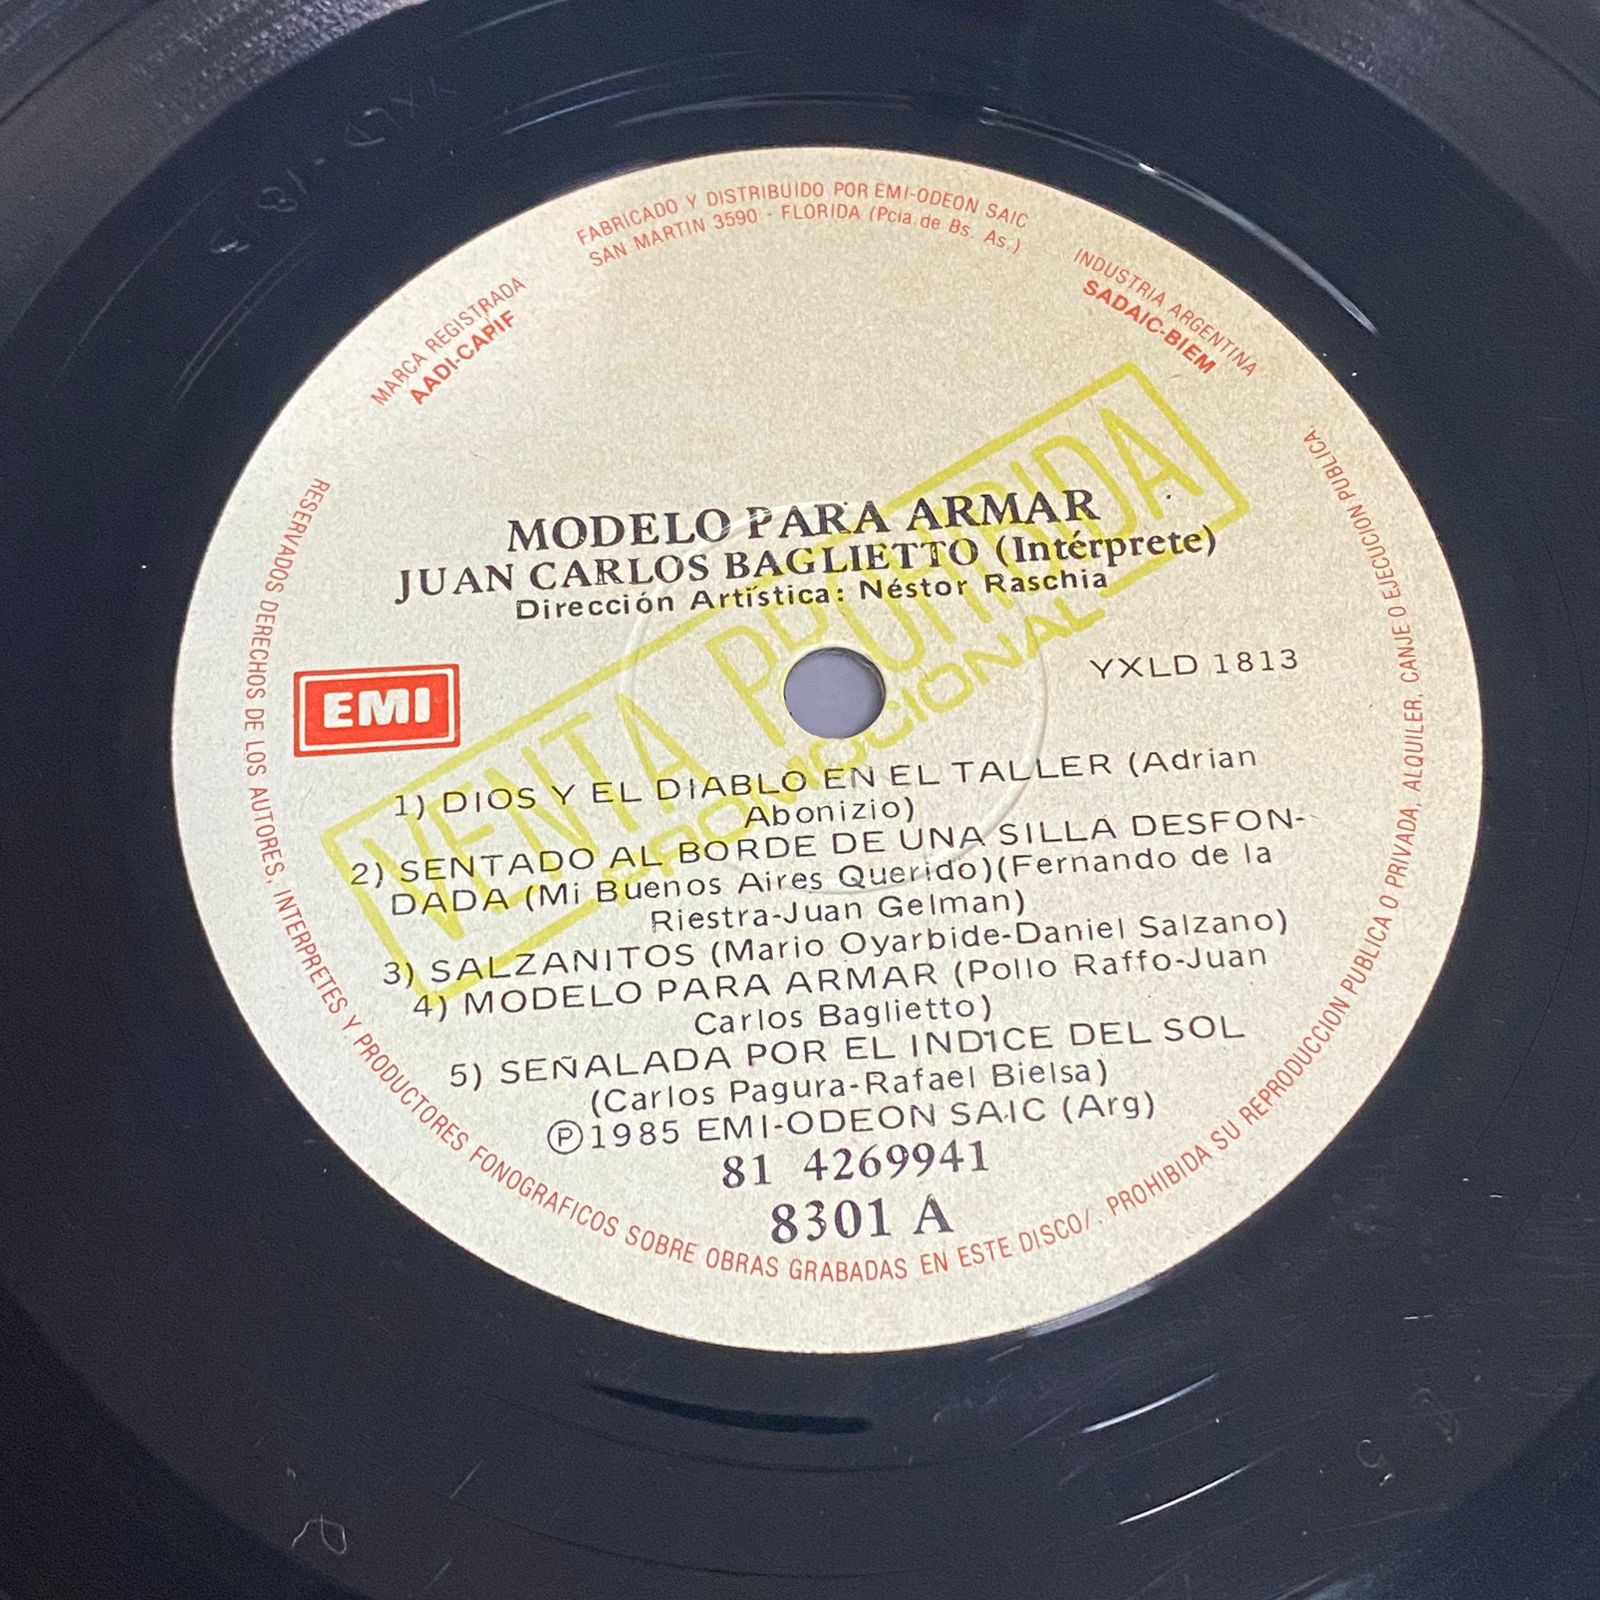 FABRICADO Y DISTRIBUIDO POR EMI-ODEON SAIC
SAN MARTIN 3590 - FLORIDA (Pcia. de Bs. As.)
MARCA REGISTRADA
AADI-CAPIF
INDUSTRIA ARGENTINA
SADAIC-BIEM
MODELO PARA ARMAR
JUAN CARLOS BAGLIETTO (Intérprete)
Dirección Artística: Néstor Raschia
VENTA PROHIBIDA
PROMOCIONAL
EMI
YXLD 1813
1) DIOS Y EL DIABLO EN EL TALLER (Adrian
Abonizio)
2) SENTADO AL BORDE DE UNA SILLA DESFON-
DADA (Mi Buenos Aires Querido)(Fernando de la
Riestra-Juan Gelman)
3) SALZANITOS (Mario Oyarbide-Daniel Salzano)
4) MODELO PARA ARMAR (Pollo Raffo-Juan
Carlos Baglietto)
5) SEÑALADA POR EL INDICE DEL SOL
(Carlos Pagura-Rafael Bielsa)
Ⓟ1985 EMI-ODEON SAIC (Arg)
81 4269941
8301 A
RESERVADOS DERECHOS DE LOS AUTORES, INTERPRETES Y PRODUCTORES FONOGRAFICOS SOBRE OBRAS GRABADAS EN ESTE DISCO/. PROHIBIDA SU REPRODUCCION PUBLICA O PRIVADA, ALQUILER, CANJE O EJECUCION PUBLICA.